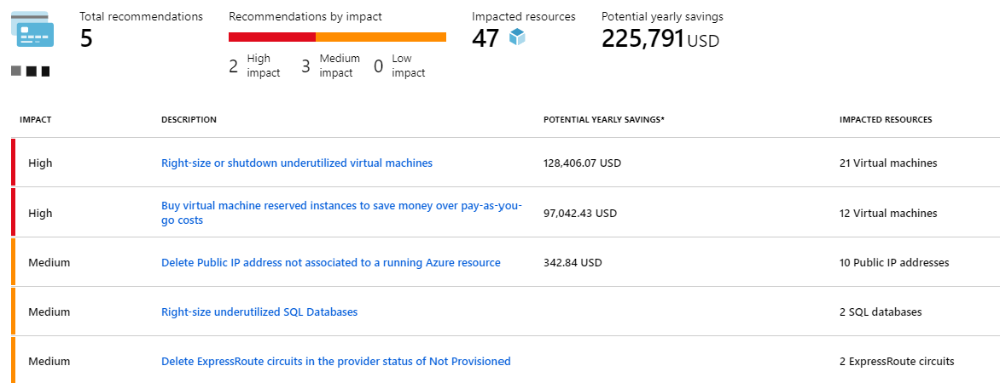 Total recommendations
5
Recommendations by impact
2 High impact
3 Medium impact
0 Low impact
Impacted resources
47
Potential yearly savings
225,791 USD
IMPACT DESCRIPTION POTENTIAL YEARLY SAVINGS* IMPACTED RESOURCES
High Right-size or shutdown underutilized virtual machines 128,406.07 USD 21 Virtual machines
High Buy virtual machine reserved instances to save money over pay-as-you-
go costs 97,042.43 USD 12 Virtual machines
Medium Delete Public IP address not associated to a running Azure resource 342.84 USD 10 Public IP addresses
Medium Right-size underutilized SQL Databases 2 SQL databases
Medium Delete ExpressRoute circuits in the provider status of Not Provisioned 2 ExpressRoute circuits